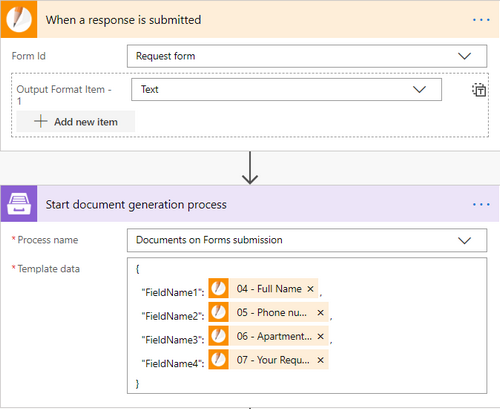 When a response is submitted
Form Id
Request form
Output Format Item - 1
Text
Add new item
Start document generation process
* Process name
Documents on Forms submission
* Template data
{
"FieldName1": 04 - Full Name × ,
"FieldName2": 05 - Phone nu... × ,
"FieldName3": 06 - Apartment... × ,
"FieldName4": 07 - Your Requ... ×
}